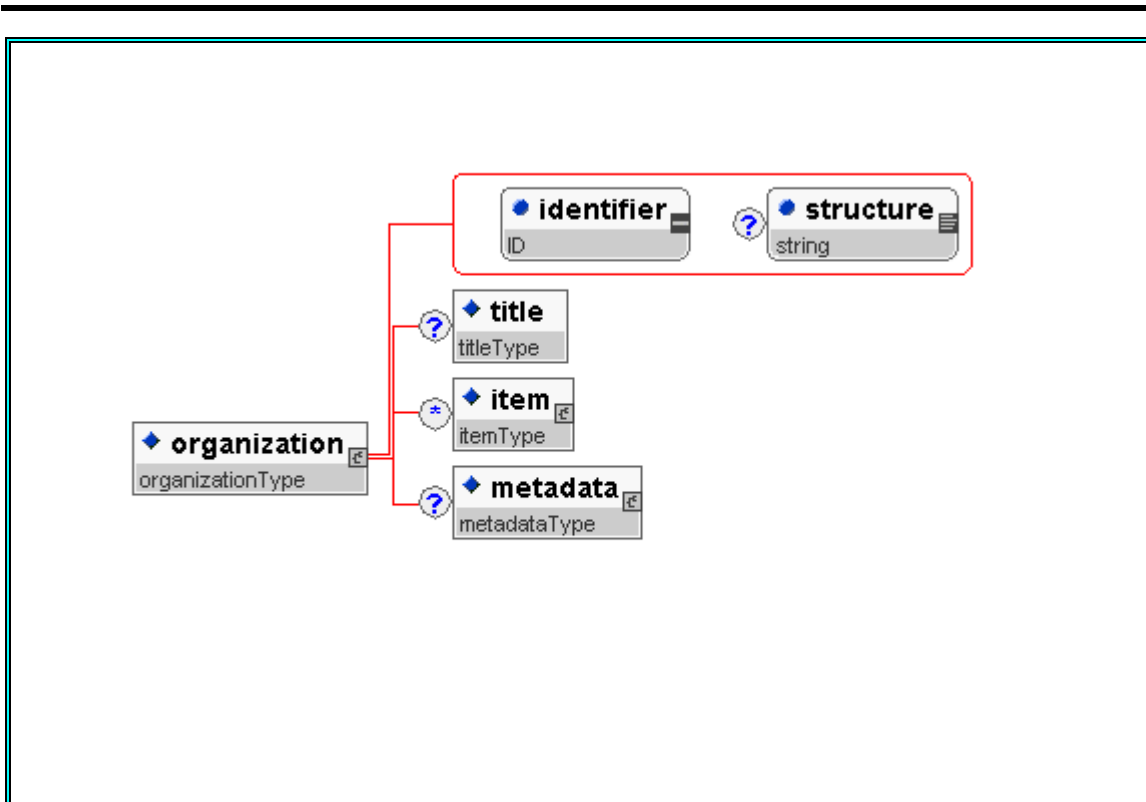 identifier
ID
? structure
string
? title
titleType
* item
itemType
organization
organizationType
? metadata
metadataType